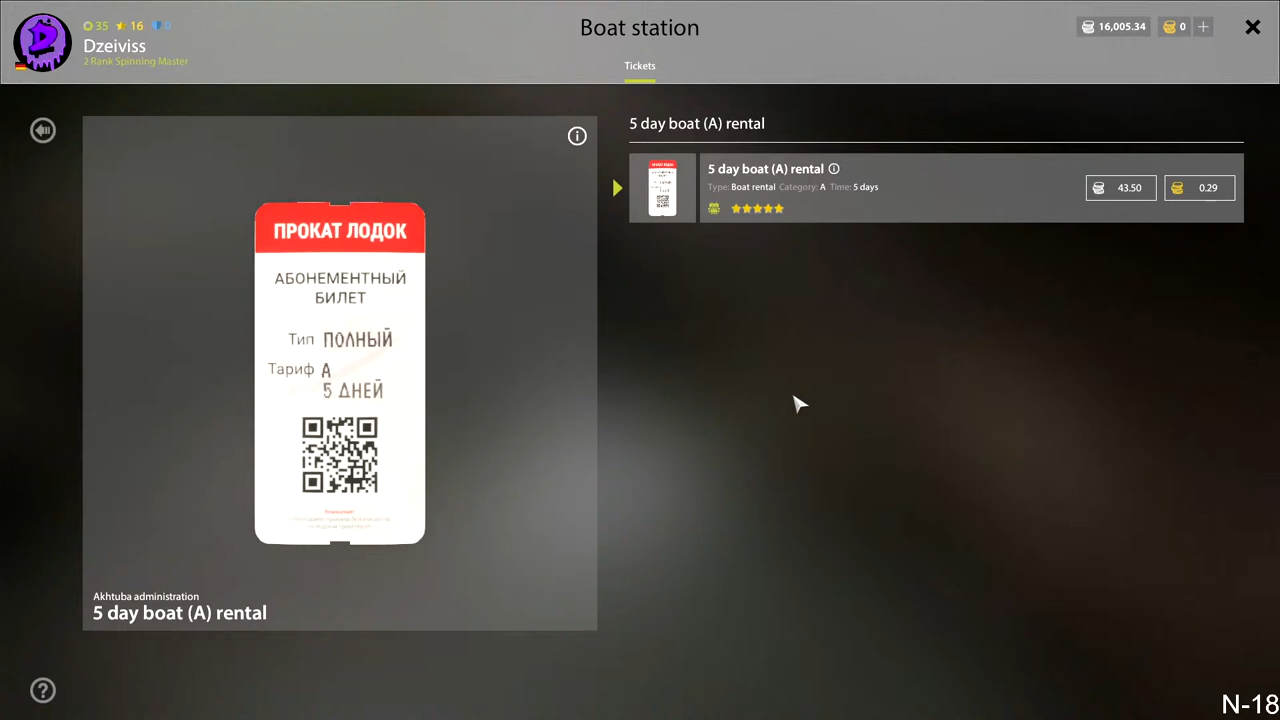 35 16 0
Dzeiviss
2 Rank Spinning Master
Boat station
Tickets
16,005.34 0 +
5 day boat (A) rental
5 day boat (A) rental
Type: Boat rental Category: A Time: 5 days
43.50 0.29
ПРОКАТ ЛОДОК
АБОНЕМЕНТНЫЙ
БИЛЕТ
Тип ПОЛНЫЙ
Тариф А
5 ДНЕЙ
Akhtuba administration
5 day boat (A) rental
N-18